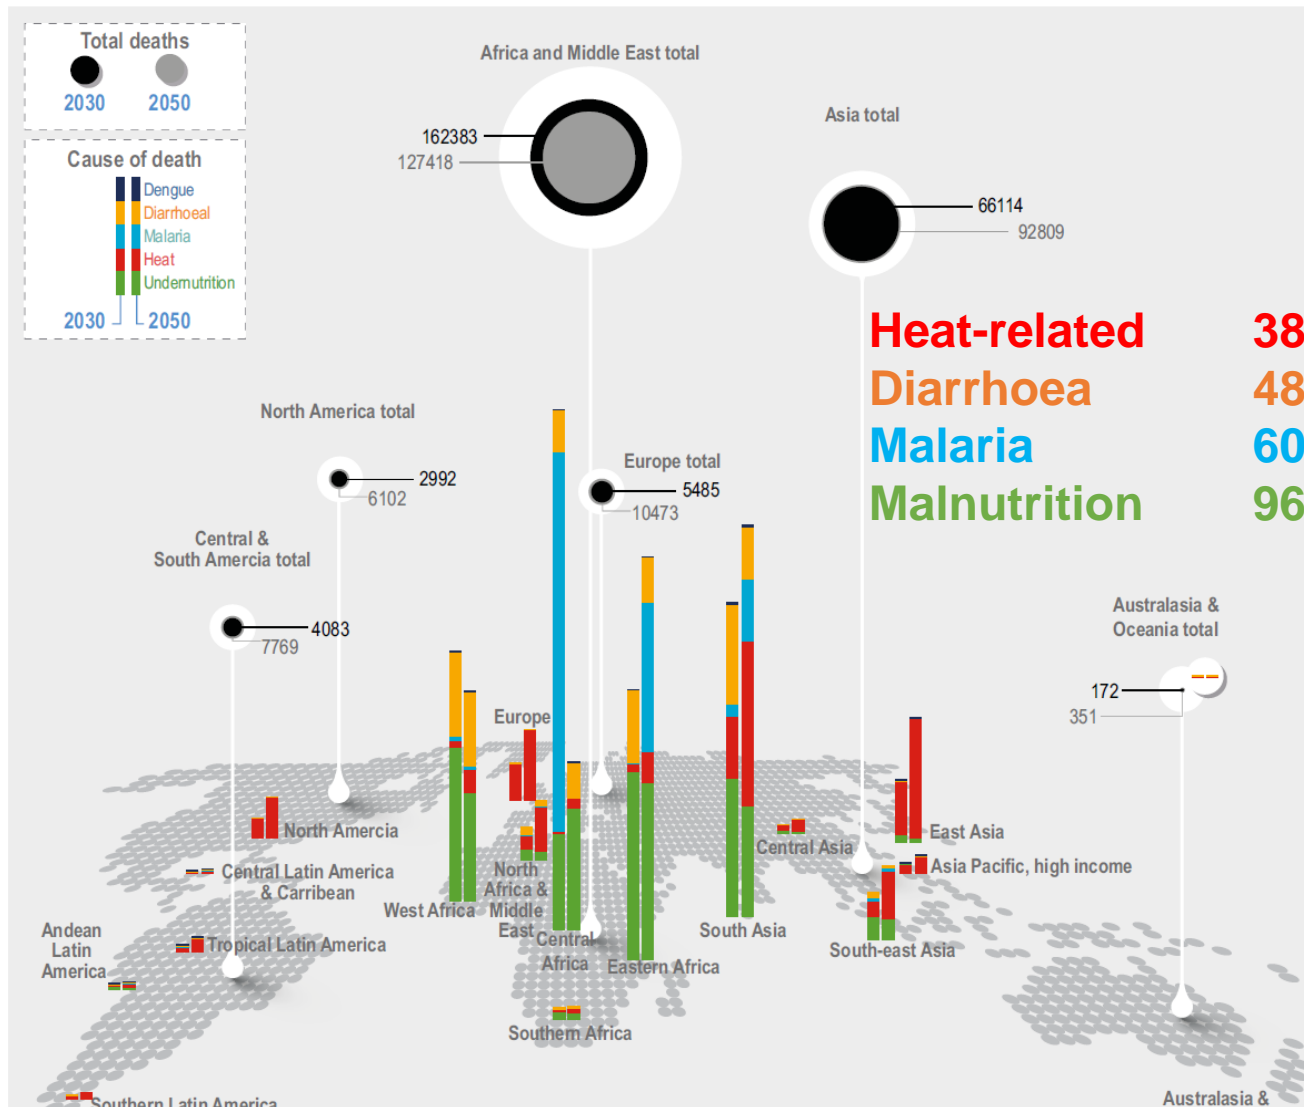 Total deaths
2030 2050
Cause of death
Dengue
Diarrhoeal
Malaria
Heat
Undernutrition
2030 2050
Africa and Middle East total
162383
127418
Asia total
66114
92809
Heat-related 38
Diarrhoea 48
Malaria 60
Malnutrition 96
North America total
2992
6102
Europe total
5485
10473
Central &
South Amercia total
4083
7769
Australasia &
Oceania total
172
351
Europe
North Amercia
Central Latin America
& Carribean
Andean
Latin
America
Tropical Latin America
West Africa
North
Africa &
Middle
East
Central
Africa
Eastern Africa
Southern Africa
South Asia
Central Asia
East Asia
Asia Pacific, high income
South-east Asia
Southern Latin America
Australasia &